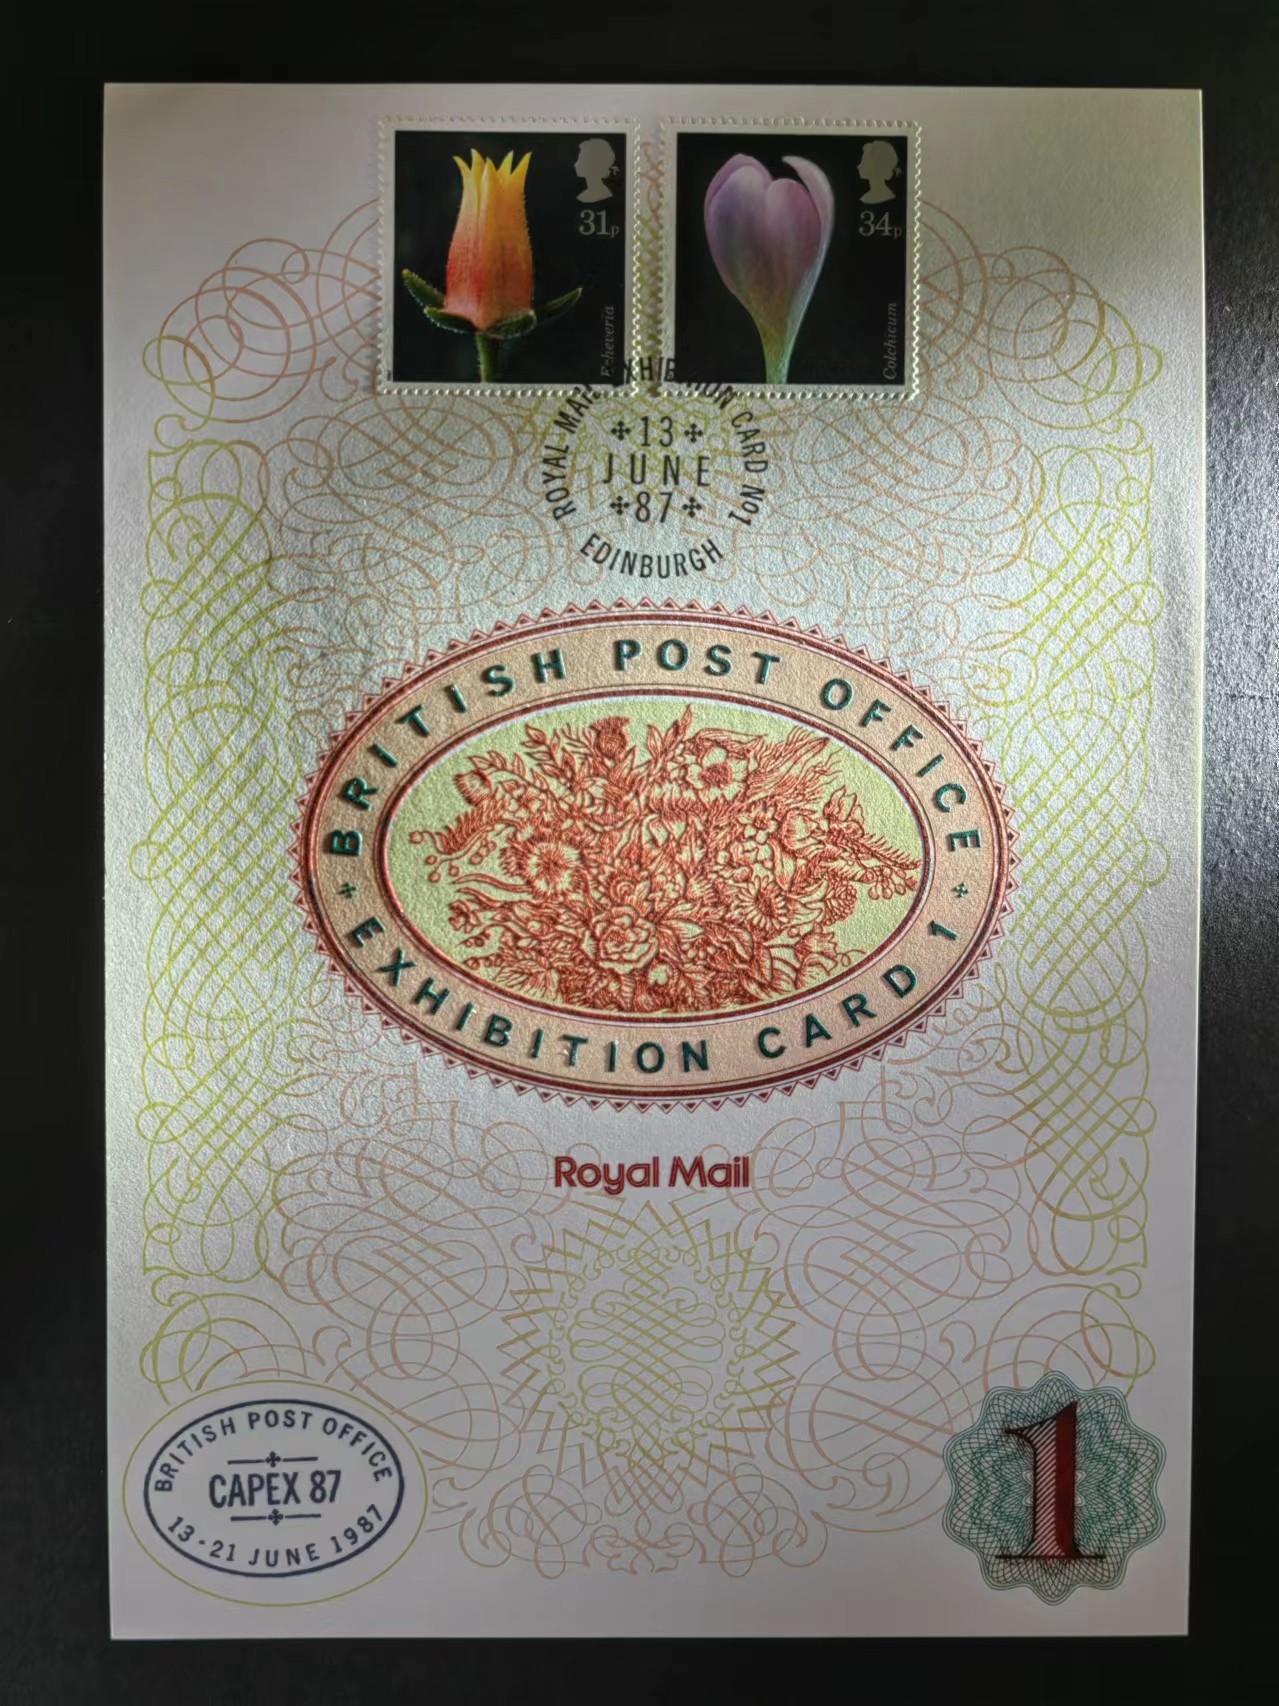 31p
Echeveria
34p
Colchicum
ROYAL MAIL EXHIBITION CARD NO1
13
JUNE
87
EDINBURGH
BRITISH POST OFFICE
EXHIBITION CARD 1
Royal Mail
BRITISH POST OFFICE
CAPEX 87
13-21 JUNE 1987
1